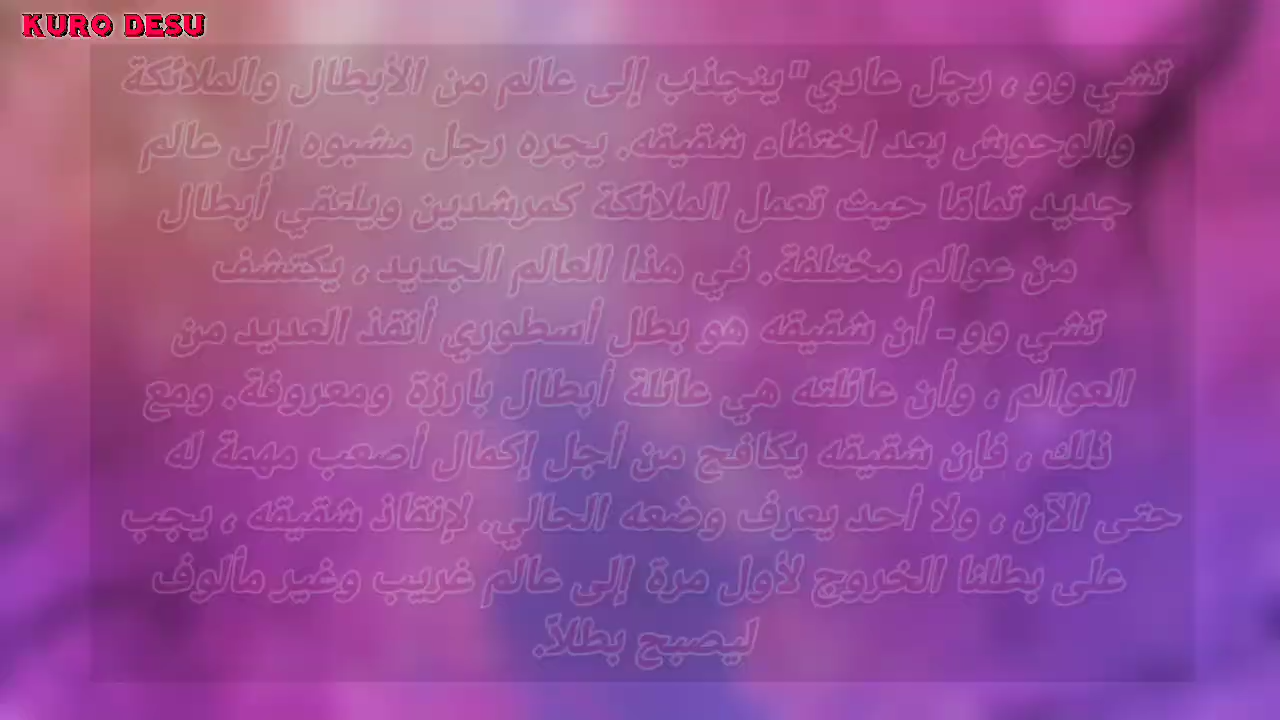 KURO DESU
تشي وو ، رجل عادي" ينجذب إلى عالم من الأبطال والملائكة
والوحوش بعد اختفاء شقيقه. يجره رجل مشبوه إلى عالم
جديد تمامًا حيث تعمل الملائكة كمرشدين ويلتقي أبطال
من عوالم مختلفة. في هذا العالم الجديد ، يكتشف
تشي وو - أن شقيقه هو بطل أسطوري أنقذ العديد من
العوالم ، وأن عائلته هي عائلة أبطال بارزة ومعروفة. ومع
ذلك ، فإن شقيقه يكافح من أجل إكمال أصعب مهمة له
حتى الآن ، ولا أحد يعرف وضعه الحالي. لإنقاذ شقيقه ، يجب
على بطلنا الخروج لأول مرة إلى عالم غريب وغير مألوف
ليصبح بطلاً.